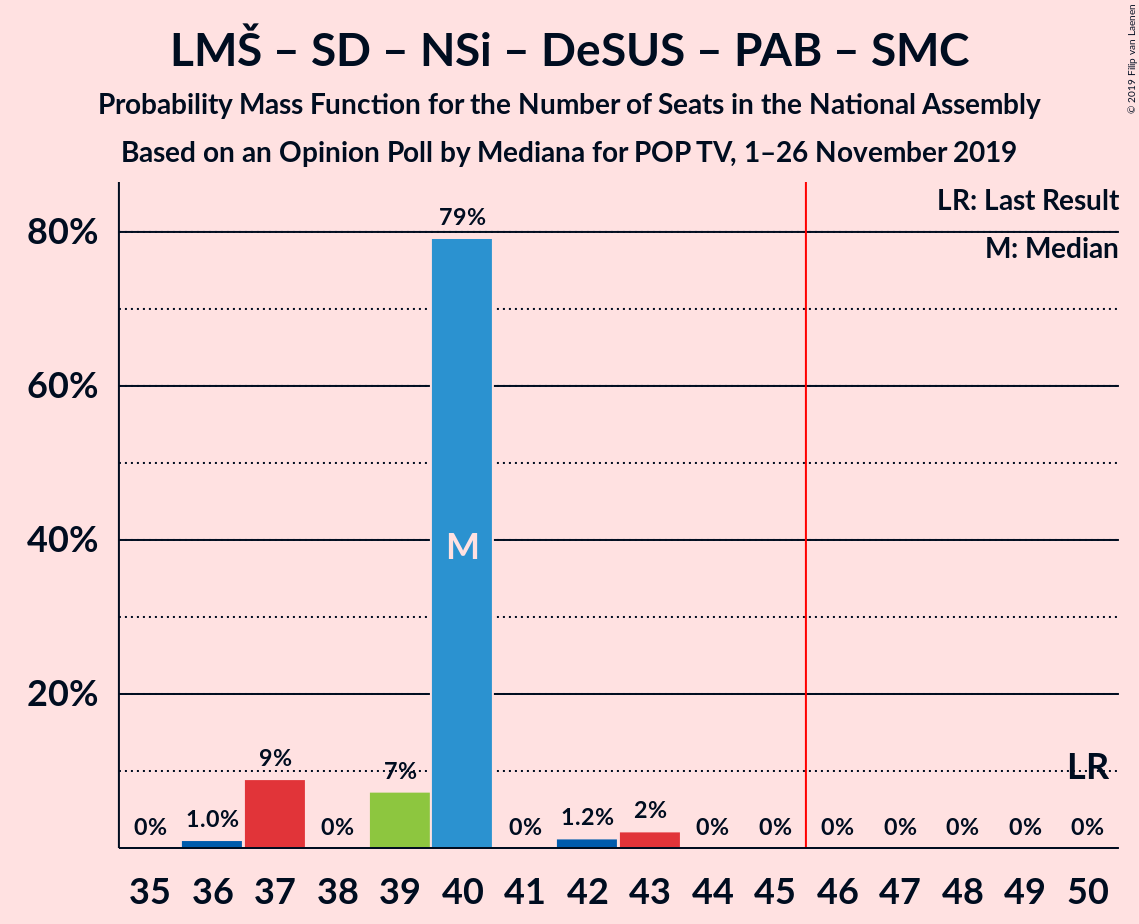 LMŠ – SD – NSi – DeSUS – PAB – SMC
Probability Mass Function for the Number of Seats in the National Assembly
Based on an Opinion Poll by Mediana for POP TV, 1–26 November 2019
© 2019 Filip van Laenen
LR: Last Result
M: Median
80%
60%
40%
20%
0%
1.0%
9%
0%
7%
79%
0%
1.2%
2%
0%
0%
0%
0%
0%
0%
0%
M
LR
35 36 37 38 39 40 41 42 43 44 45 46 47 48 49 50